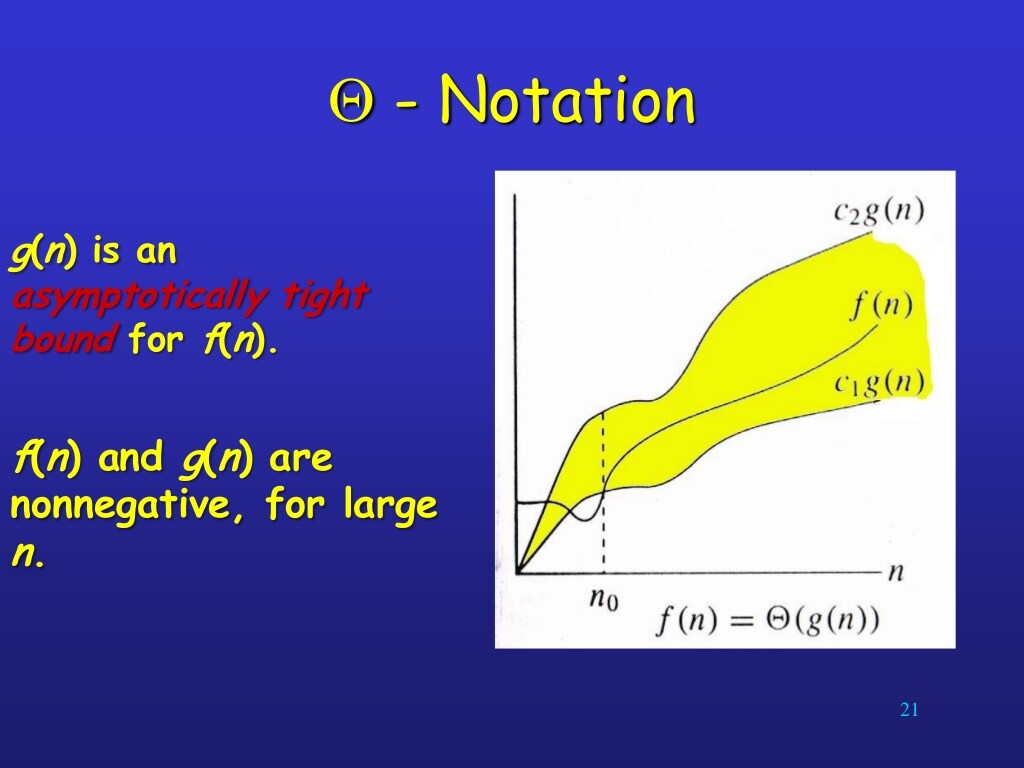 Θ - Notation
g(n) is an
asymptotically tight
bound for f(n).
f(n) and g(n) are
nonnegative, for large
n.
c₂g(n)
f(n)
c₁g(n)
n
n₀
f(n) = Θ(g(n))
21